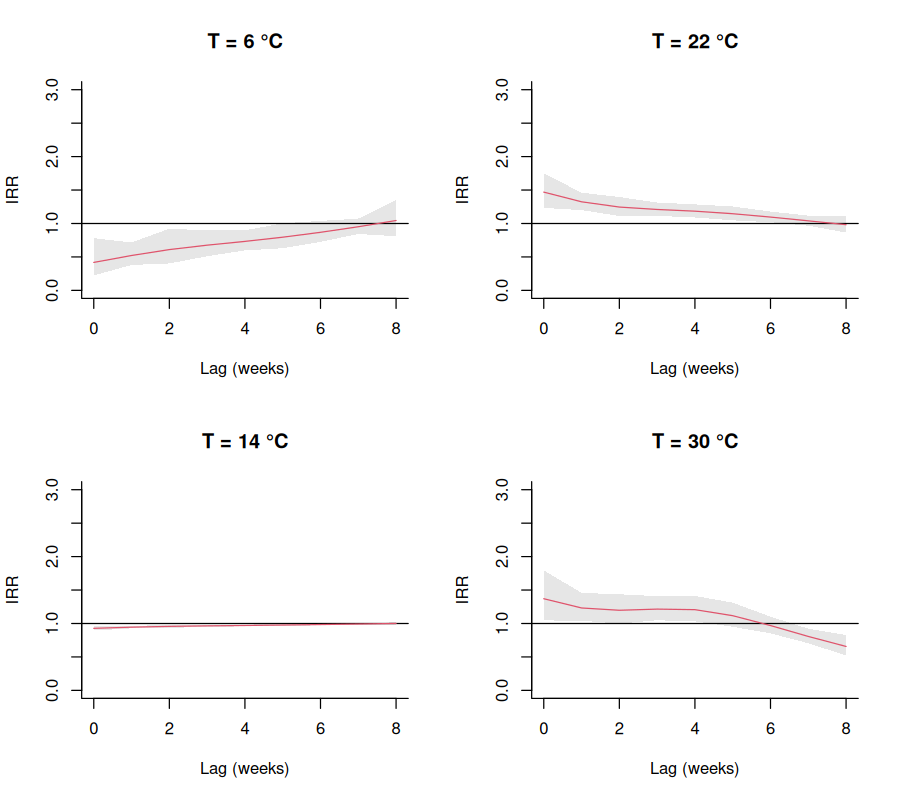 T = 6 °C
IRR
3.0
2.0
1.0
0.0
0 2 4 6 8
Lag (weeks)
T = 22 °C
IRR
3.0
2.0
1.0
0.0
0 2 4 6 8
Lag (weeks)
T = 14 °C
IRR
3.0
2.0
1.0
0.0
0 2 4 6 8
Lag (weeks)
T = 30 °C
IRR
3.0
2.0
1.0
0.0
0 2 4 6 8
Lag (weeks)